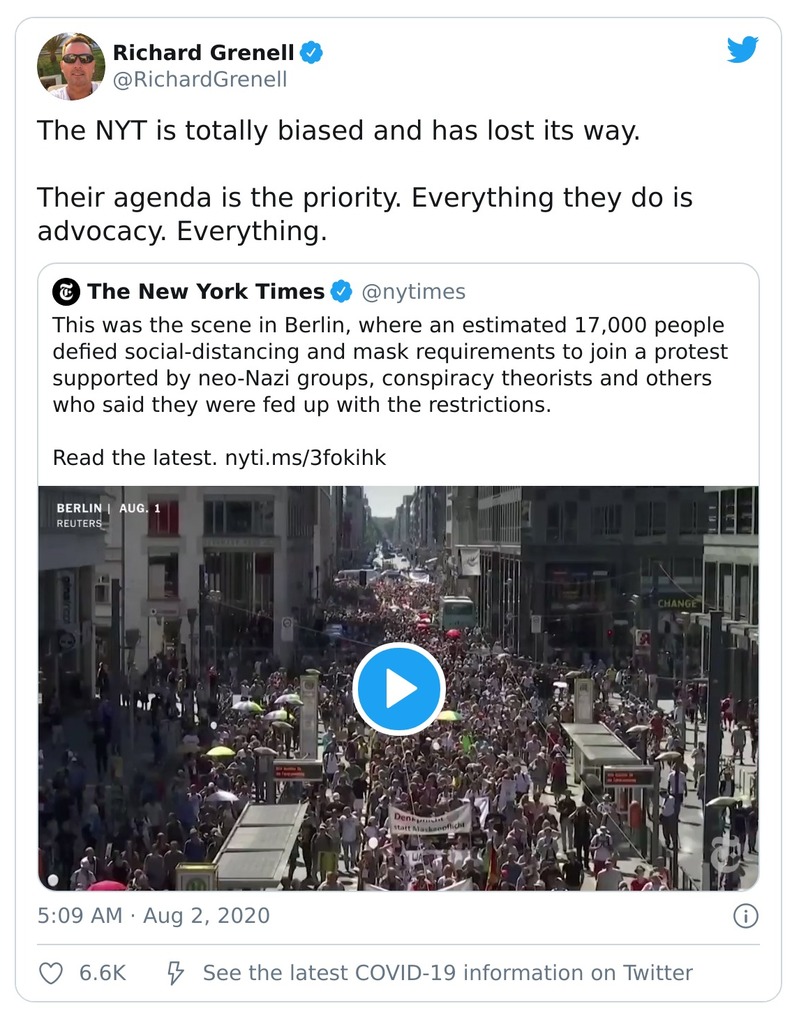 Richard Grenell
@RichardGrenell
The NYT is totally biased and has lost its way.
Their agenda is the priority. Everything they do is
advocacy. Everything.
The New York Times @nytimes
This was the scene in Berlin, where an estimated 17,000 people
defied social-distancing and mask requirements to join a protest
supported by neo-Nazi groups, conspiracy theorists and others
who said they were fed up with the restrictions.
Read the latest. nyti.ms/3fokihk
BERLIN | AUG. 1
REUTERS
CHANGE
Denkpflicht
statt Maskenpflicht
5:09 AM · Aug 2, 2020
6.6K
See the latest COVID-19 information on Twitter